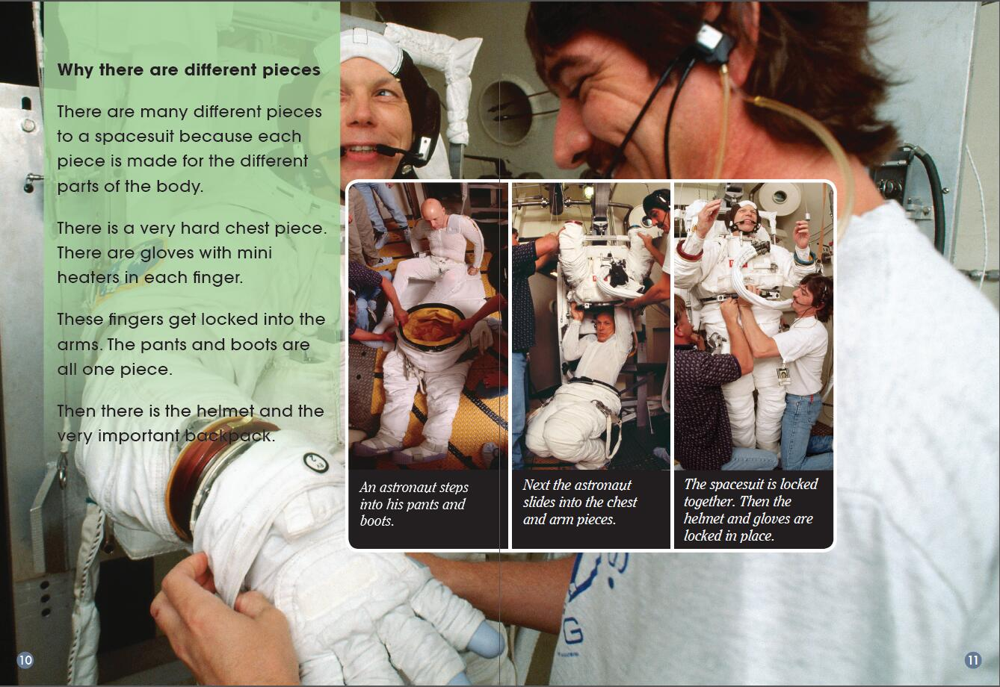 Why there are different pieces
There are many different pieces
to a spacesuit because each
piece is made for the different
parts of the body.
There is a very hard chest piece.
There are gloves with mini
heaters in each finger.
These fingers get locked into the
arms. The pants and boots are
all one piece.
Then there is the helmet and the
very important backpack.
An astronaut steps
into his pants and
boots.
Next the astronaut
slides into the chest
and arm pieces.
The spacesuit is locked
together. Then the
helmet and gloves are
locked in place.
G
10
11